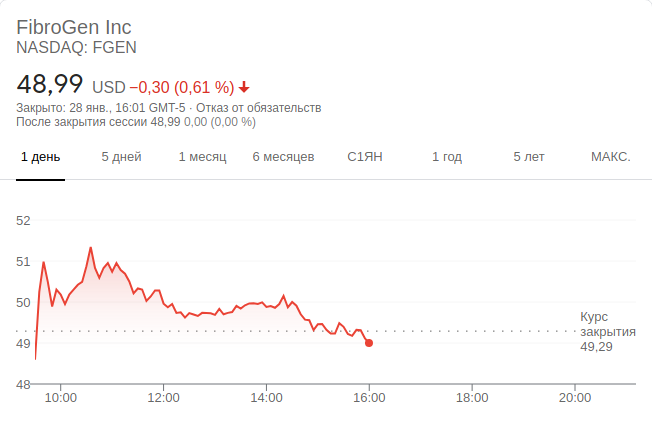 FibroGen Inc
NASDAQ: FGEN
48,99 USD −0,30 (0,61 %)
Закрыто: 28 янв., 16:01 GMT-5 · Отказ от обязательств
После закрытия сессии 48,99 0,00 (0,00 %)
1 день 5 дней 1 месяц 6 месяцев С1ЯН 1 год 5 лет МАКС.
52
51
50
49
48
Курс
закрытия
49,29
10:00 12:00 14:00 16:00 18:00 20:00